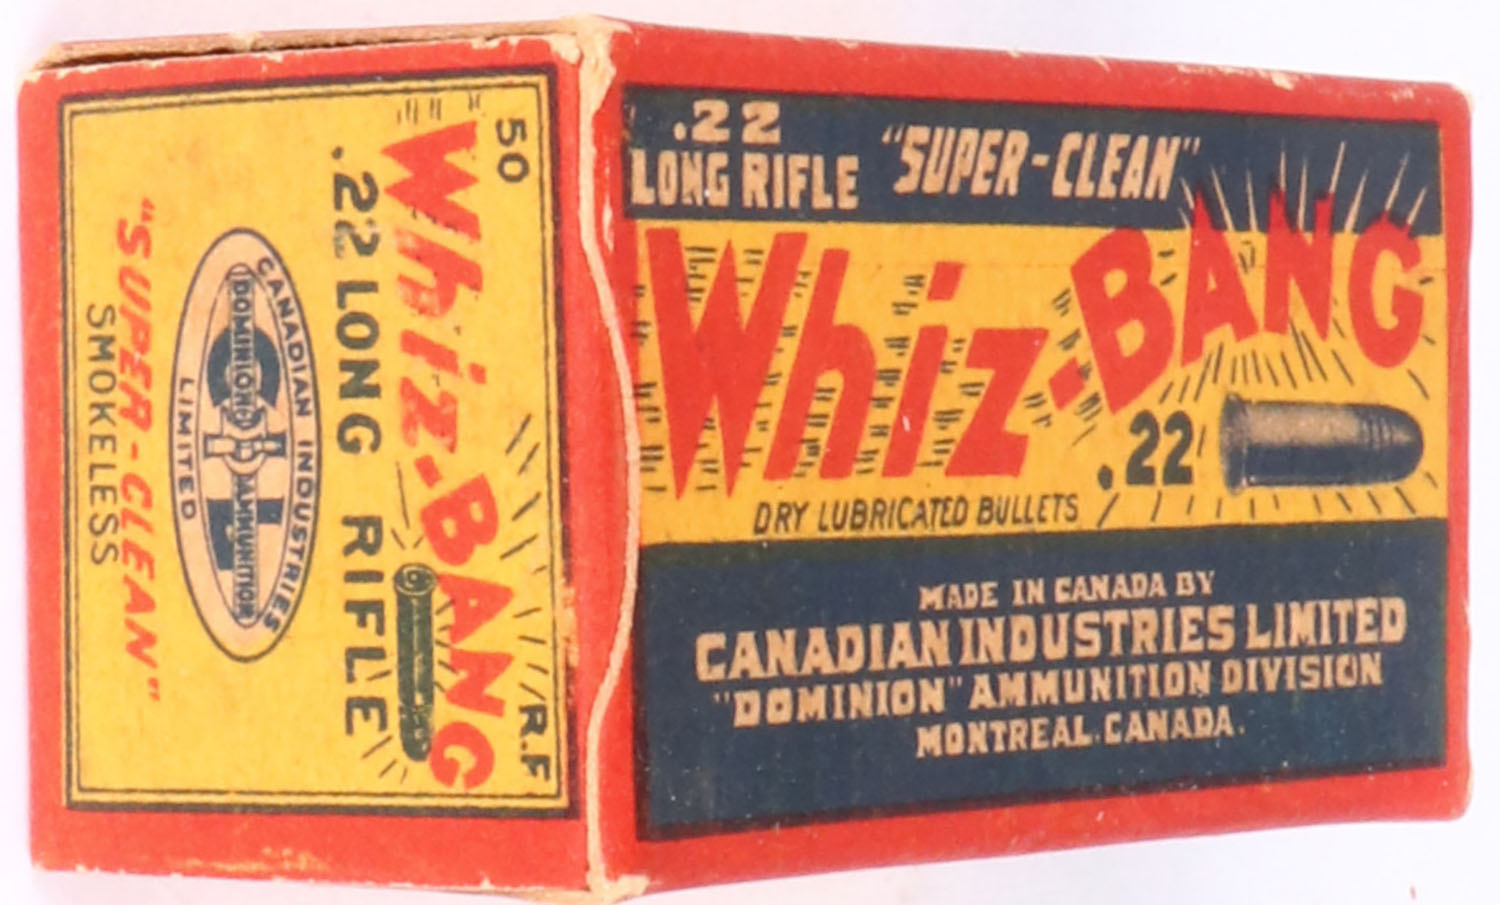 50
R.F
Whiz-BANG
.22 LONG RIFLE
CANADIAN INDUSTRIES
DOMINION AMMUNITION
LIMITED
"SUPER-CLEAN"
SMOKELESS
.22
LONG RIFLE
"SUPER-CLEAN"
Whiz-BANG
.22
DRY LUBRICATED BULLETS
MADE IN CANADA BY
CANADIAN INDUSTRIES LIMITED
"DOMINION" AMMUNITION DIVISION
MONTREAL.CANADA.